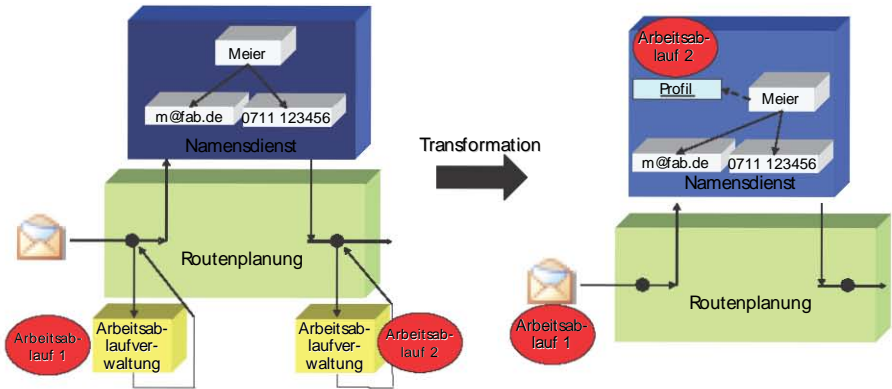 Meier
m@fab.de
0711 123456
Namensdienst
Routenplanung
Arbeitsab-
lauf 1
Arbeitsab-
laufver-
waltung
Arbeitsab-
laufver-
waltung
Arbeitsab-
lauf 2
Transformation
Arbeitsab-
lauf 2
Profil
Meier
m@fab.de
0711 123456
Namensdienst
Routenplanung
Arbeitsab-
lauf 1